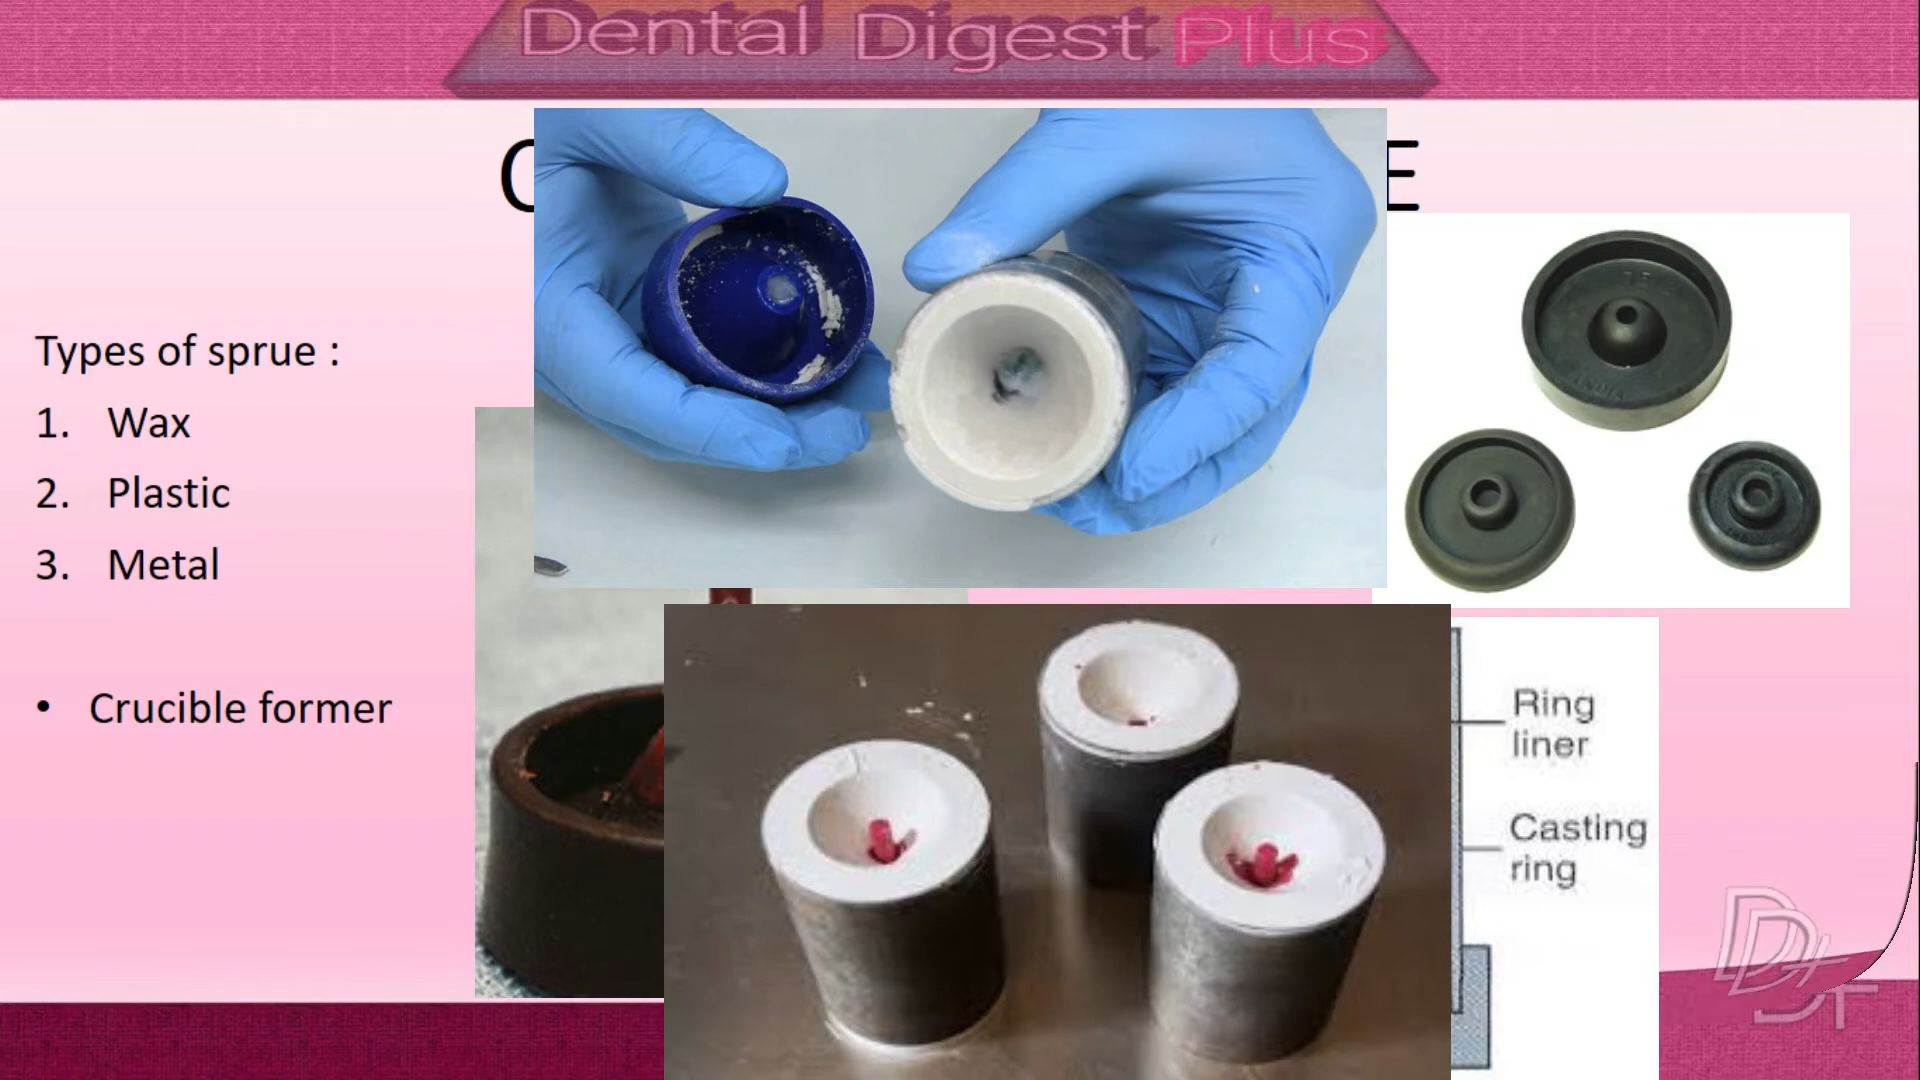 Dental Digest Plus
Types of sprue :
1. Wax
2. Plastic
3. Metal
• Crucible former
Ring
liner
Casting
ring